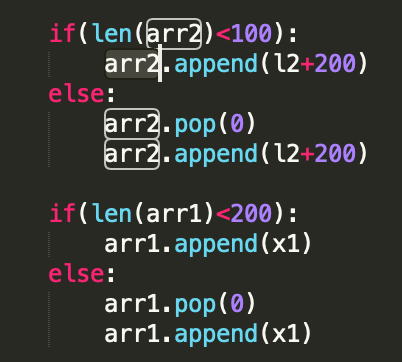 if(len(arr2)<100):
    arr2.append(l2+200)
else:
    arr2.pop(0)
    arr2.append(l2+200)

if(len(arr1)<200):
    arr1.append(x1)
else:
    arr1.pop(0)
    arr1.append(x1)